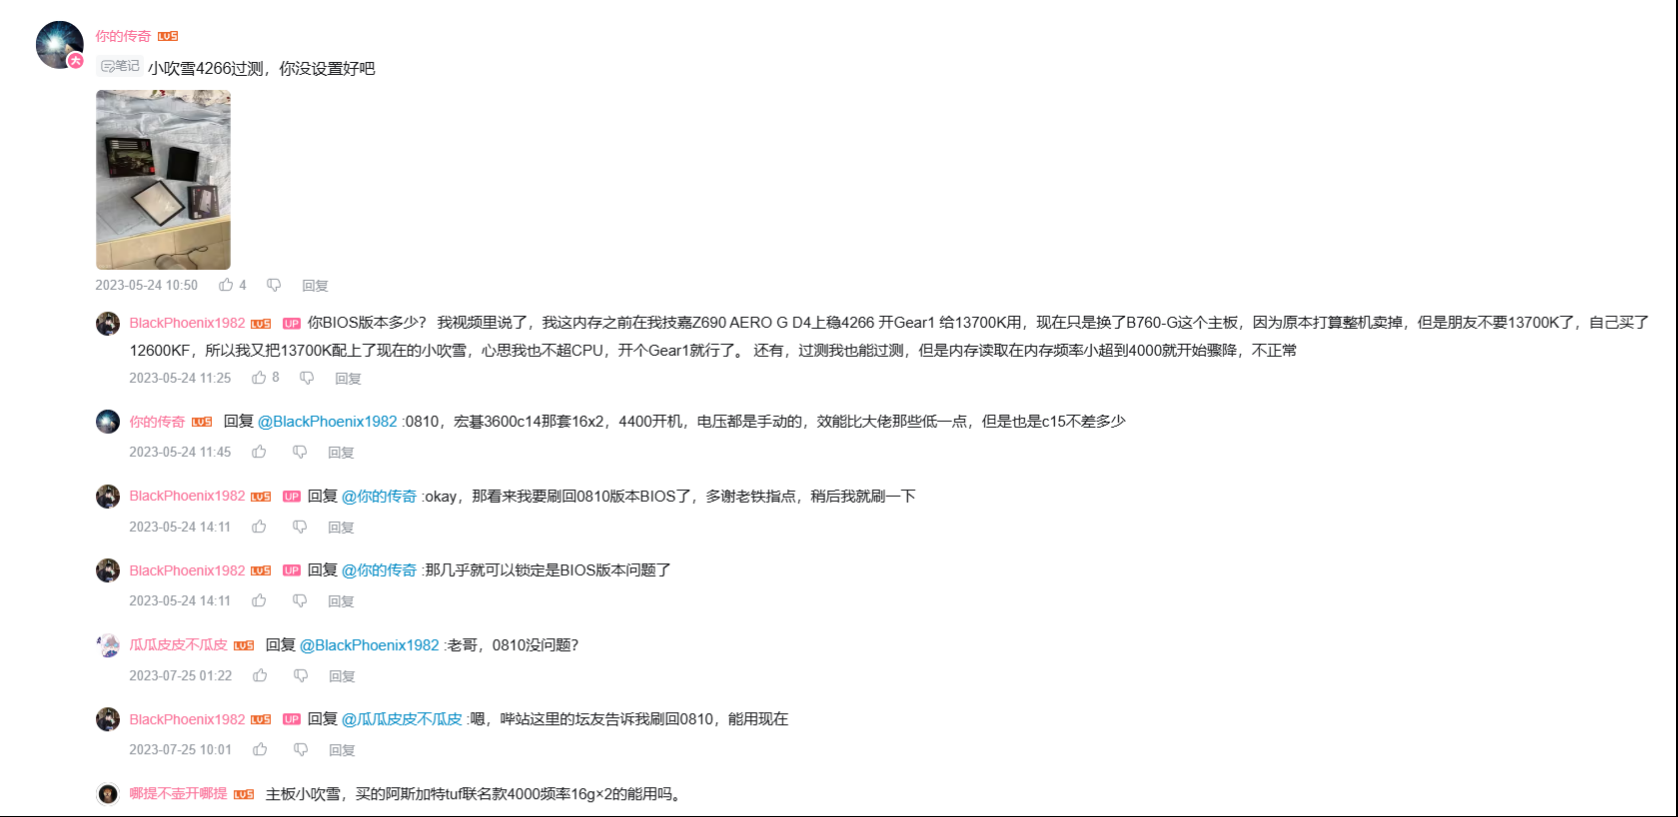 你的传奇 LV5
笔记 小吹雪4266过测，你没设置好吧
2023-05-24 10:50 4 回复
BlackPhoenix1982 LV5 UP 你BIOS版本多少？ 我视频里说了，我这内存之前在我技嘉Z690 AERO G D4上稳4266 开Gear1 给13700K用，现在只是换了B760-G这个主板，因为原本打算整机卖掉，但是朋友不要13700K了，自己买了
12600KF，所以我又把13700K配上了现在的小吹雪，心思我也不超CPU，开个Gear1就行了。 还有，过测我也能过测，但是内存读取在内存频率小超到4000就开始骤降，不正常
2023-05-24 11:25 8 回复
你的传奇 LV5 回复 @BlackPhoenix1982 :0810，宏碁3600c14那套16x2，4400开机，电压都是手动的，效能比大佬那些低一点，但是也是c15不差多少
2023-05-24 11:45 回复
BlackPhoenix1982 LV5 UP 回复 @你的传奇 :okay，那看来我要刷回0810版本BIOS了，多谢老铁指点，稍后我就刷一下
2023-05-24 14:11 回复
BlackPhoenix1982 LV5 UP 回复 @你的传奇 :那几乎就可以锁定是BIOS版本问题了
2023-05-24 14:11 回复
瓜瓜皮皮不瓜皮 LV5 回复 @BlackPhoenix1982 :老哥，0810没问题？
2023-07-25 01:22 回复
BlackPhoenix1982 LV5 UP 回复 @瓜瓜皮皮不瓜皮 :嗯，哔站这里的坛友告诉我刷回0810，能用现在
2023-07-25 10:01 回复
哪提不壶开哪提 LV5 主板小吹雪，买的阿斯加特tuf联名款4000频率16g×2的能用吗。